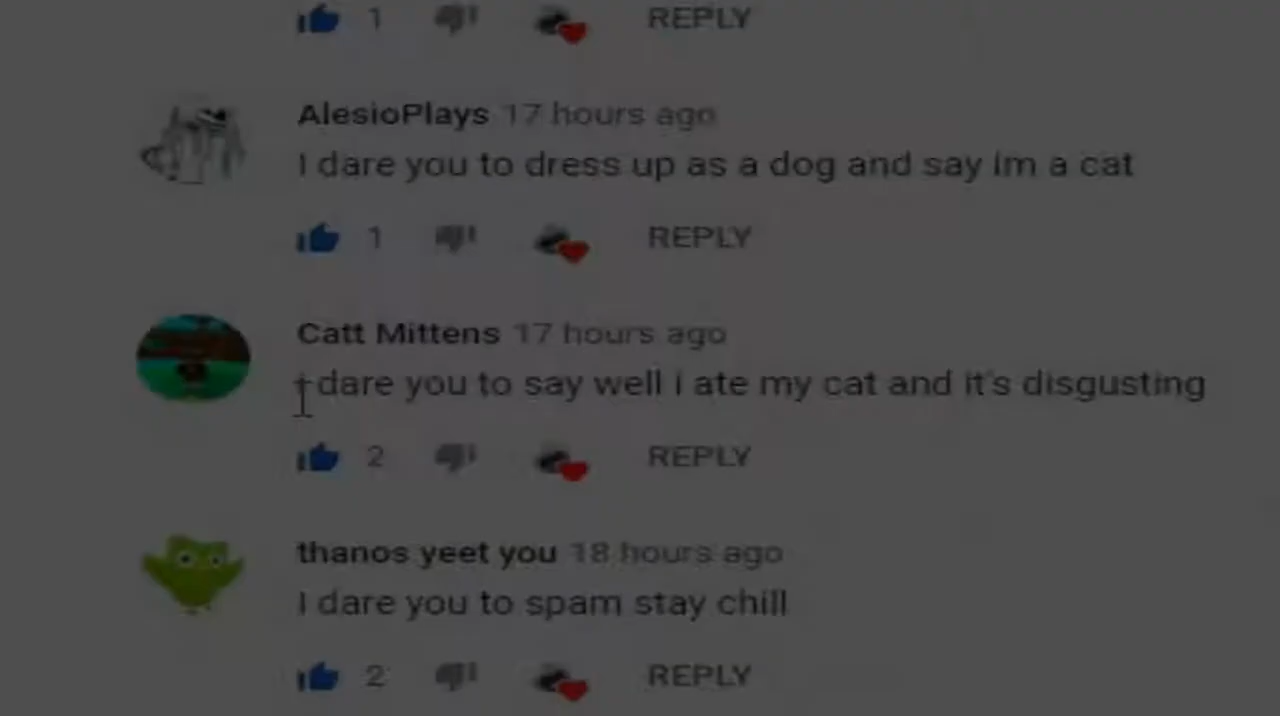 1 REPLY
AlesioPlays 17 hours ago
I dare you to dress up as a dog and say im a cat
1 REPLY
Catt Mittens 17 hours ago
I dare you to say well i ate my cat and it's disgusting
2 REPLY
thanos yeet you 18 hours ago
I dare you to spam stay chill
2 REPLY